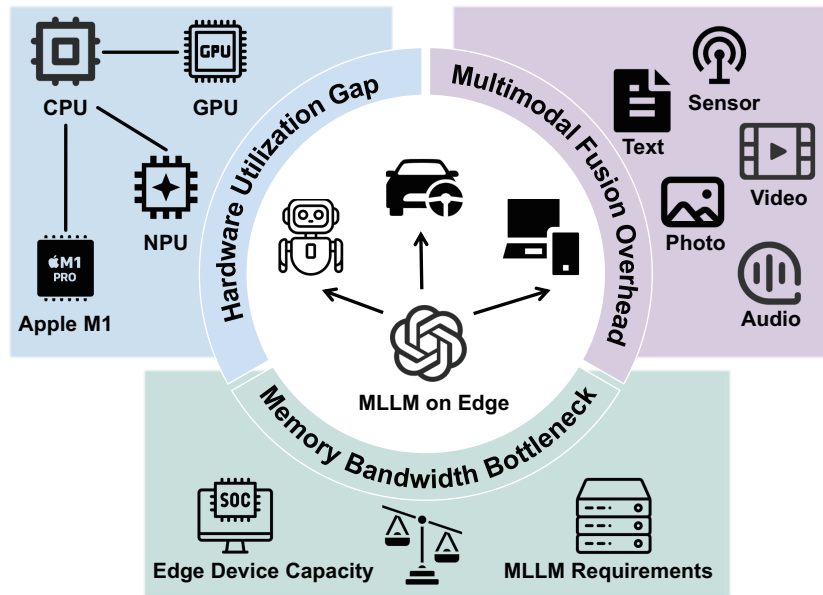 GPU
CPU
GPU
NPU
M1
PRO
Apple M1
Hardware Utilization Gap
Multimodal Fusion Overhead
Sensor
Text
Video
Photo
Audio
MLLM on Edge
Memory Bandwidth Bottleneck
SOC
Edge Device Capacity
MLLM Requirements